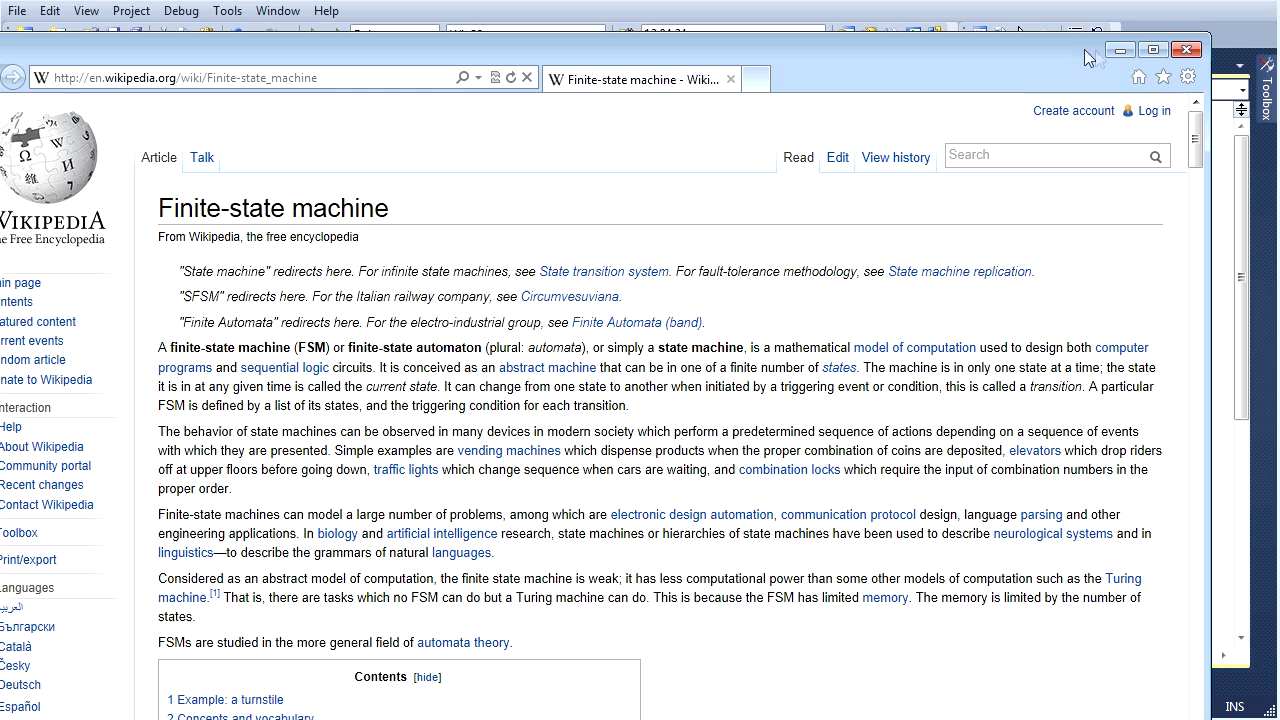 File Edit View Project Debug Tools Window Help
http://en.wikipedia.org/wiki/Finite-state_machine
Finite-state machine - Wiki...
Toolbox
Create account Log in
Article Talk Read Edit View history Search
WIKIPEDIA
he Free Encyclopedia
Finite-state machine
From Wikipedia, the free encyclopedia
"State machine" redirects here. For infinite state machines, see State transition system. For fault-tolerance methodology, see State machine replication.
"SFSM" redirects here. For the Italian railway company, see Circumvesuviana.
"Finite Automata" redirects here. For the electro-industrial group, see Finite Automata (band).
A finite-state machine (FSM) or finite-state automaton (plural: automata), or simply a state machine, is a mathematical model of computation used to design both computer
programs and sequential logic circuits. It is conceived as an abstract machine that can be in one of a finite number of states. The machine is in only one state at a time; the state
it is in at any given time is called the current state. It can change from one state to another when initiated by a triggering event or condition, this is called a transition. A particular
FSM is defined by a list of its states, and the triggering condition for each transition.
The behavior of state machines can be observed in many devices in modern society which perform a predetermined sequence of actions depending on a sequence of events
with which they are presented. Simple examples are vending machines which dispense products when the proper combination of coins are deposited, elevators which drop riders
off at upper floors before going down, traffic lights which change sequence when cars are waiting, and combination locks which require the input of combination numbers in the
proper order.
Finite-state machines can model a large number of problems, among which are electronic design automation, communication protocol design, language parsing and other
engineering applications. In biology and artificial intelligence research, state machines or hierarchies of state machines have been used to describe neurological systems and in
linguistics—to describe the grammars of natural languages.
Considered as an abstract model of computation, the finite state machine is weak; it has less computational power than some other models of computation such as the Turing
machine.[1] That is, there are tasks which no FSM can do but a Turing machine can do. This is because the FSM has limited memory. The memory is limited by the number of
states.
FSMs are studied in the more general field of automata theory.
Contents [hide]
1 Example: a turnstile
2 Concepts and vocabulary
in page
ntents
atured content
rrent events
ndom article
nate to Wikipedia
nteraction
Help
About Wikipedia
Community portal
Recent changes
Contact Wikipedia
Toolbox
Print/export
Languages
العربية
Български
Català
Česky
Deutsch
Español
INS